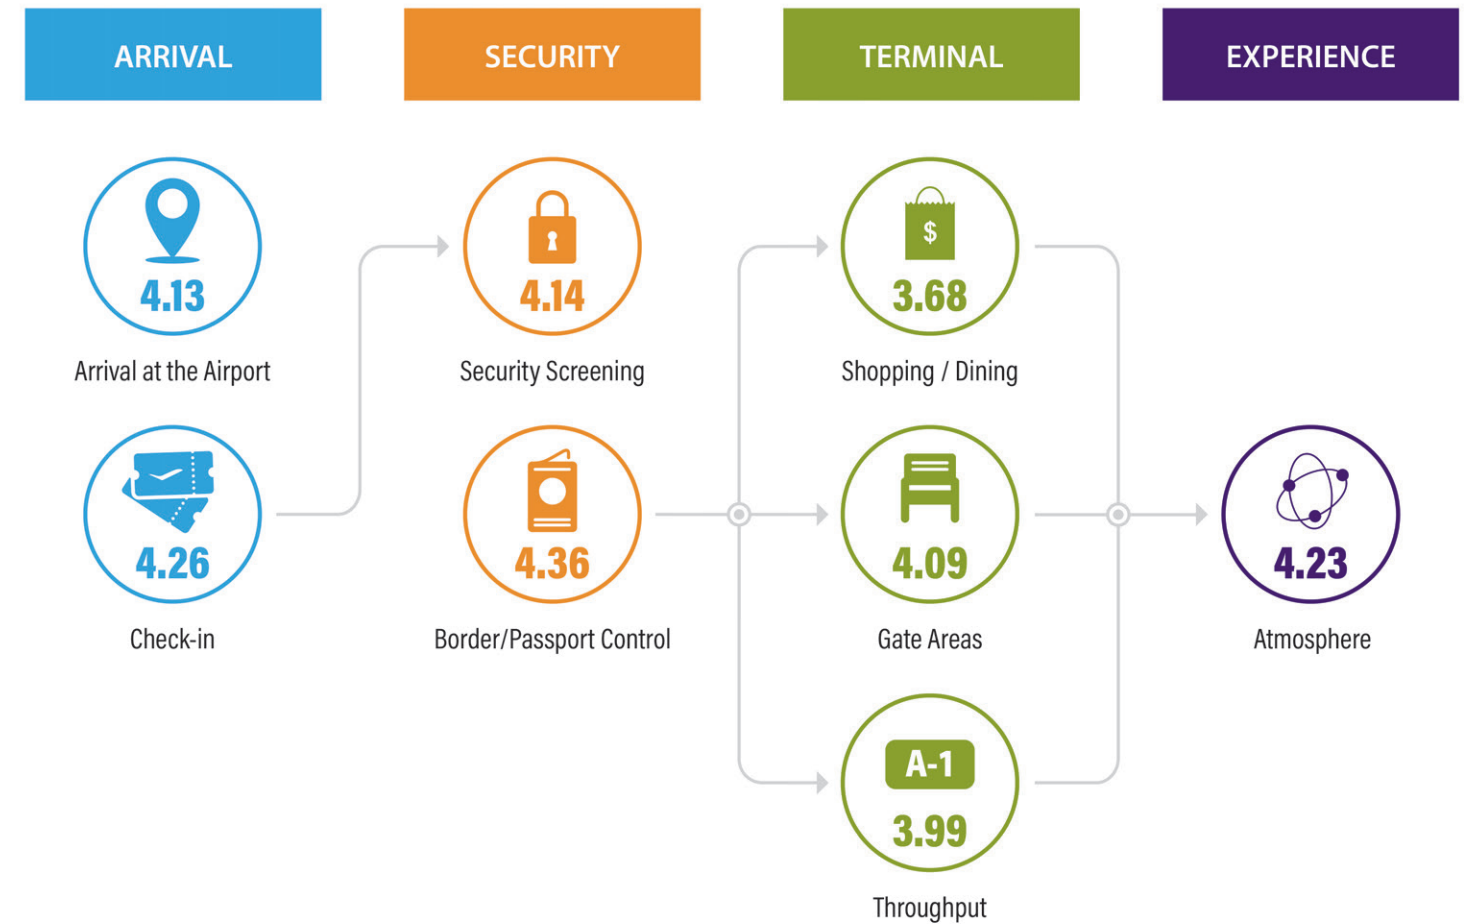 ARRIVAL
SECURITY
TERMINAL
EXPERIENCE
4.13
Arrival at the Airport
4.26
Check-in
4.14
Security Screening
4.36
Border/Passport Control
$
3.68
Shopping / Dining
4.09
Gate Areas
A-1
3.99
Throughput
4.23
Atmosphere